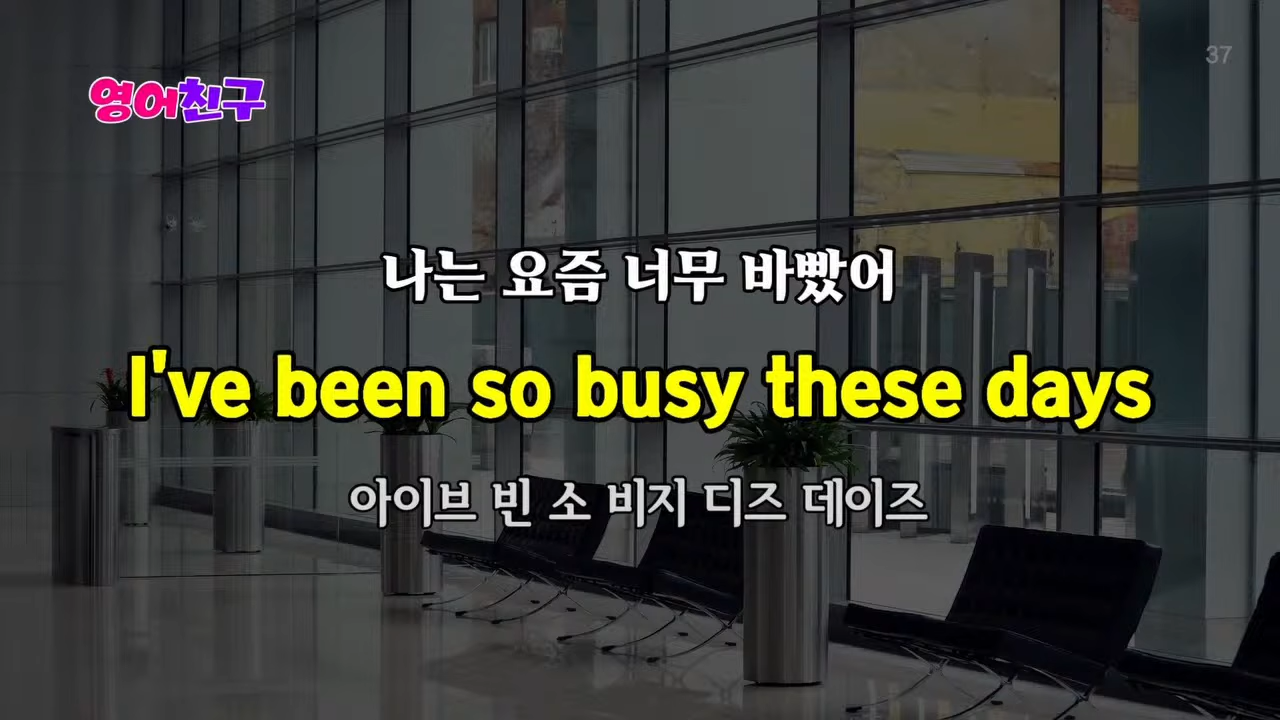 37
영어친구
나는 요즘 너무 바빴어
I've been so busy these days
아이브 빈 소 비지 디즈 데이즈